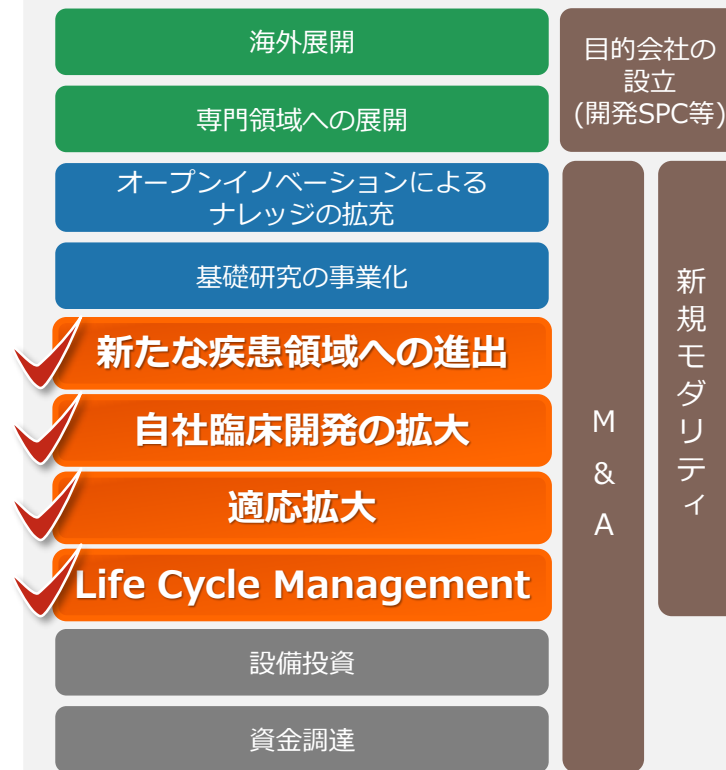 海外展開
専門領域への展開
オープンイノベーションによる
ナレッジの拡充
基礎研究の事業化
新たな疾患領域への進出
自社臨床開発の拡大
適応拡大
Life Cycle Management
設備投資
資金調達
目的会社の
設立
(開発SPC等)
M
&
A
新規モダリティ